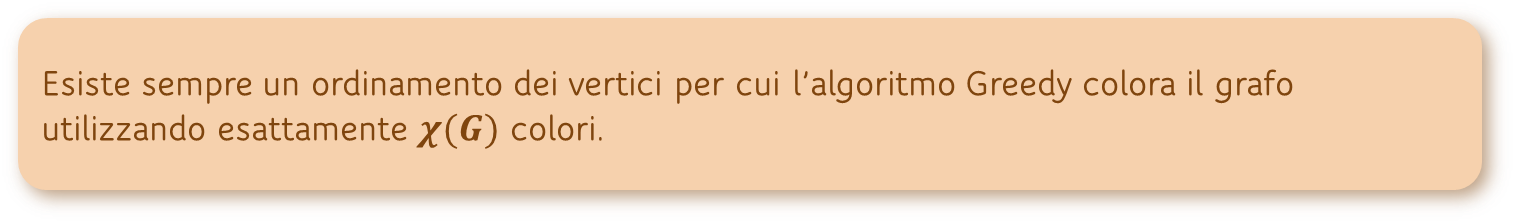 Esiste sempre un ordinamento dei vertici per cui l’algoritmo Greedy colora il grafo
utilizzando esattamente χ(G) colori.